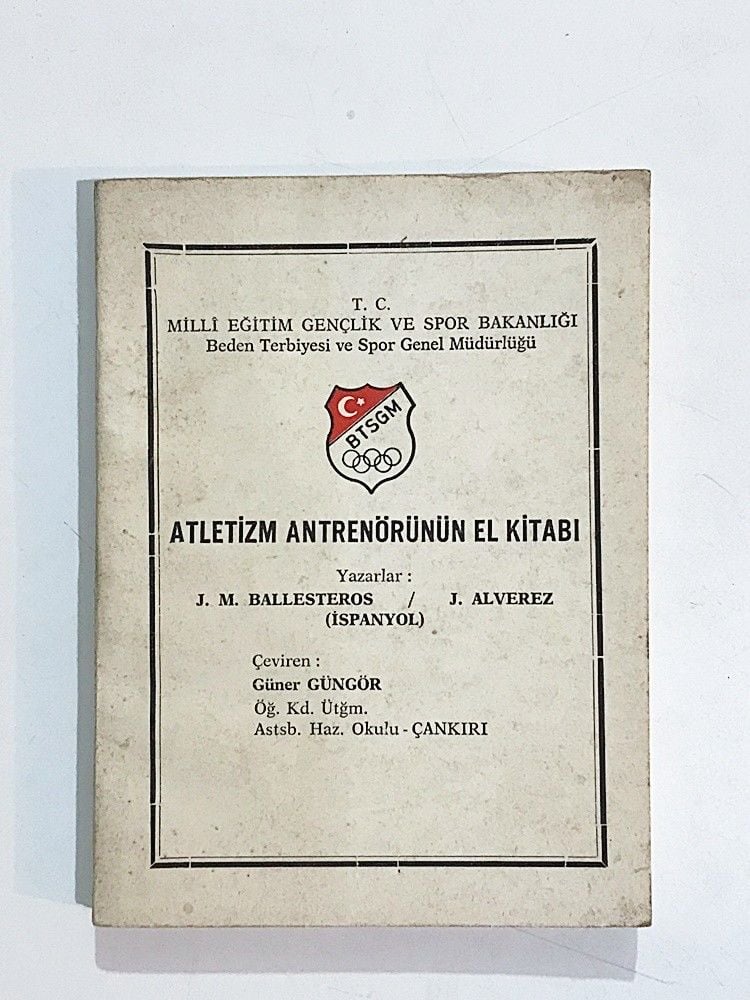 T. C.
MİLLÎ EĞİTİM GENÇLİK VE SPOR BAKANLIĞI
Beden Terbiyesi ve Spor Genel Müdürlüğü
BTSGM
ATLETİZM ANTRENÖRÜNÜN EL KİTABI
Yazarlar :
J. M. BALLESTEROS / J. ALVEREZ
(İSPANYOL)
Çeviren :
Güner GÜNGÖR
Öğ. Kd. Ütğm.
Astsb. Haz. Okulu - ÇANKIRI